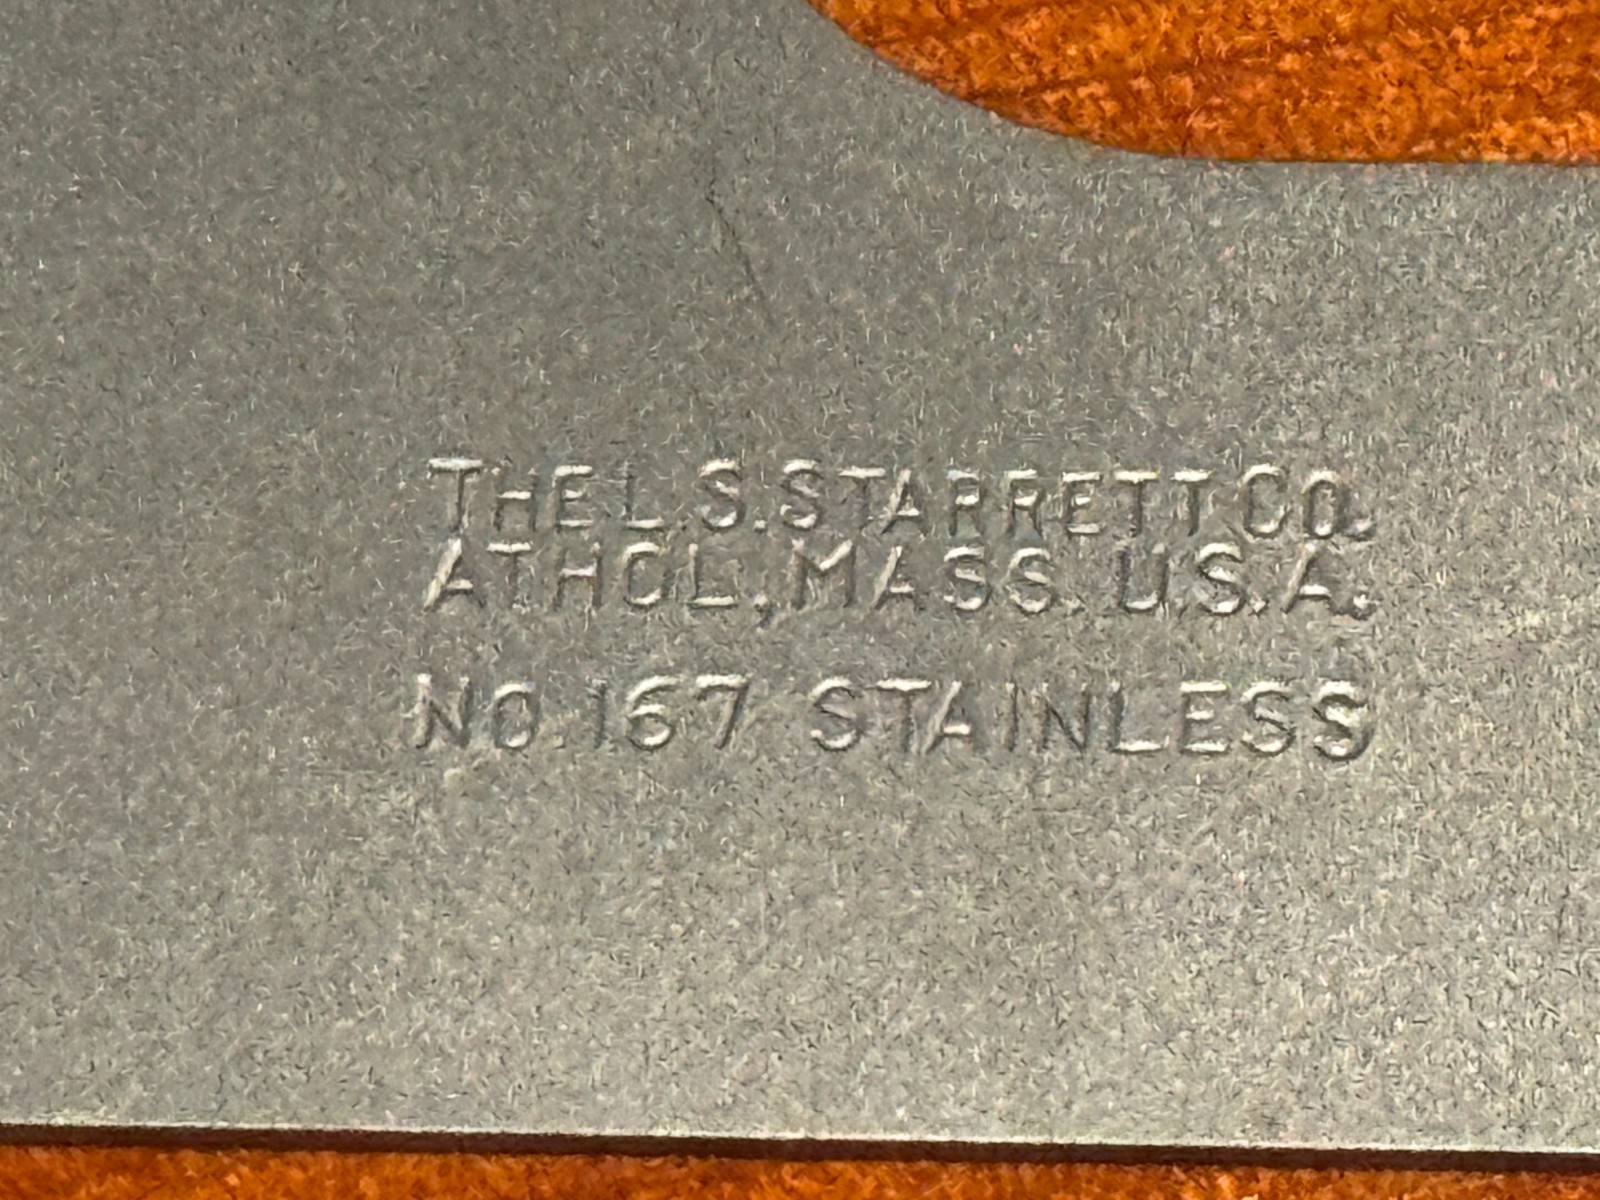 THE L.S.STARRETT CO.
ATHOL, MASS. U.S.A.
NO.167 STAINLESS